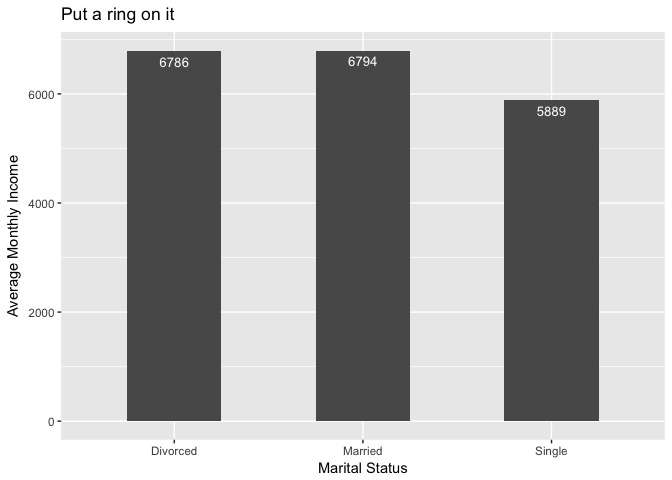 Put a ring on it
Average Monthly Income
6000
4000
2000
0
6786
6794
5889
Divorced
Married
Single
Marital Status